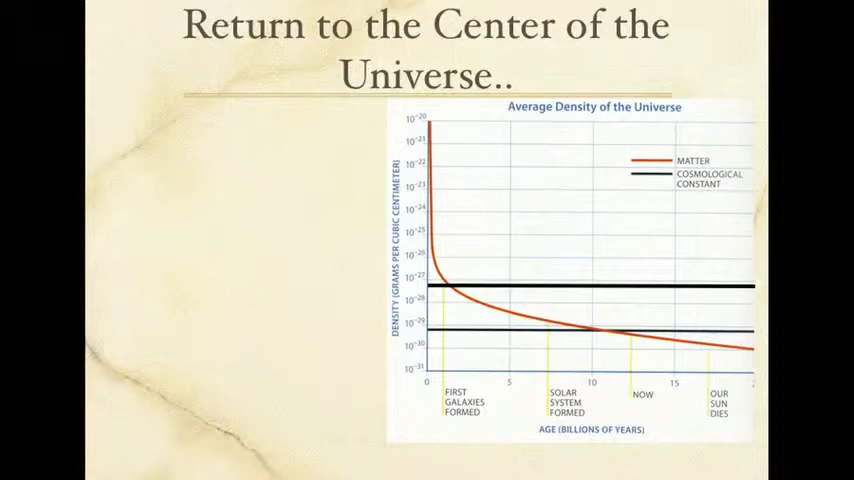 Return to the Center of the
Universe..
Average Density of the Universe
10⁻²⁰
10⁻²¹
10⁻²²
10⁻²³
10⁻²⁴
10⁻²⁵
10⁻²⁶
10⁻²⁷
10⁻²⁸
10⁻²⁹
10⁻³⁰
10⁻³¹
DENSITY (GRAMS PER CUBIC CENTIMETER)
MATTER
COSMOLOGICAL
CONSTANT
0
5
10
15
2
FIRST
GALAXIES
FORMED
SOLAR
SYSTEM
FORMED
NOW
OUR
SUN
DIES
AGE (BILLIONS OF YEARS)